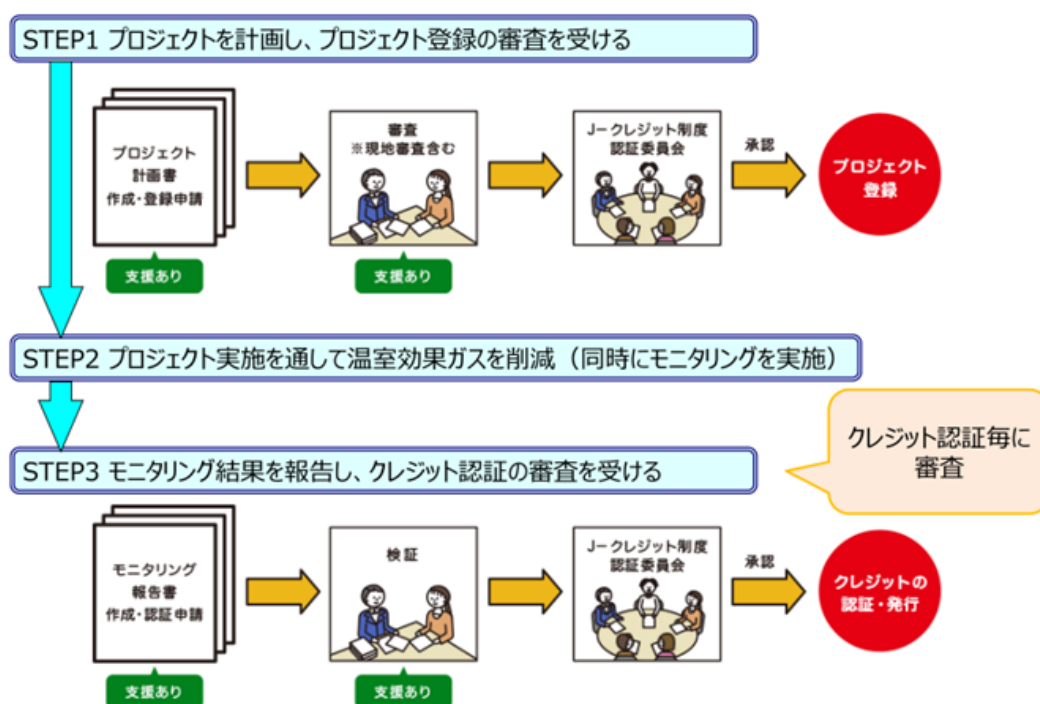 STEP1 プロジェクトを計画し、プロジェクト登録の審査を受ける
プロジェクト
計画書
作成・登録申請
支援あり
審査
※現地審査含む
支援あり
J-クレジット制度
認証委員会
承認
プロジェクト
登録
STEP2 プロジェクト実施を通して温室効果ガスを削減（同時にモニタリングを実施）
クレジット認証毎に
審査
STEP3 モニタリング結果を報告し、クレジット認証の審査を受ける
モニタリング
報告書
作成・認証申請
支援あり
検証
支援あり
J-クレジット制度
認証委員会
承認
クレジットの
認証・発行